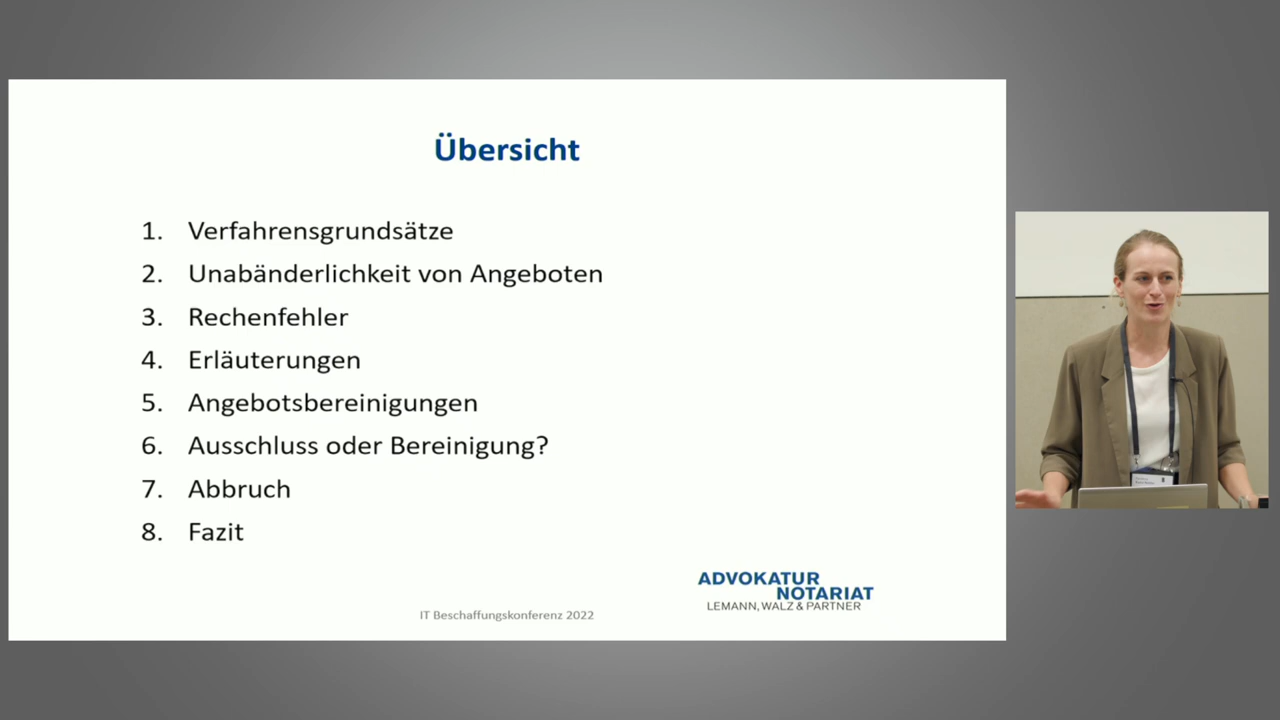 Übersicht
1. Verfahrensgrundsätze
2. Unabänderlichkeit von Angeboten
3. Rechenfehler
4. Erläuterungen
5. Angebotsbereinigungen
6. Ausschluss oder Bereinigung?
7. Abbruch
8. Fazit
ADVOKATUR
NOTARIAT
LEMANN, WALZ & PARTNER
IT Beschaffungskonferenz 2022